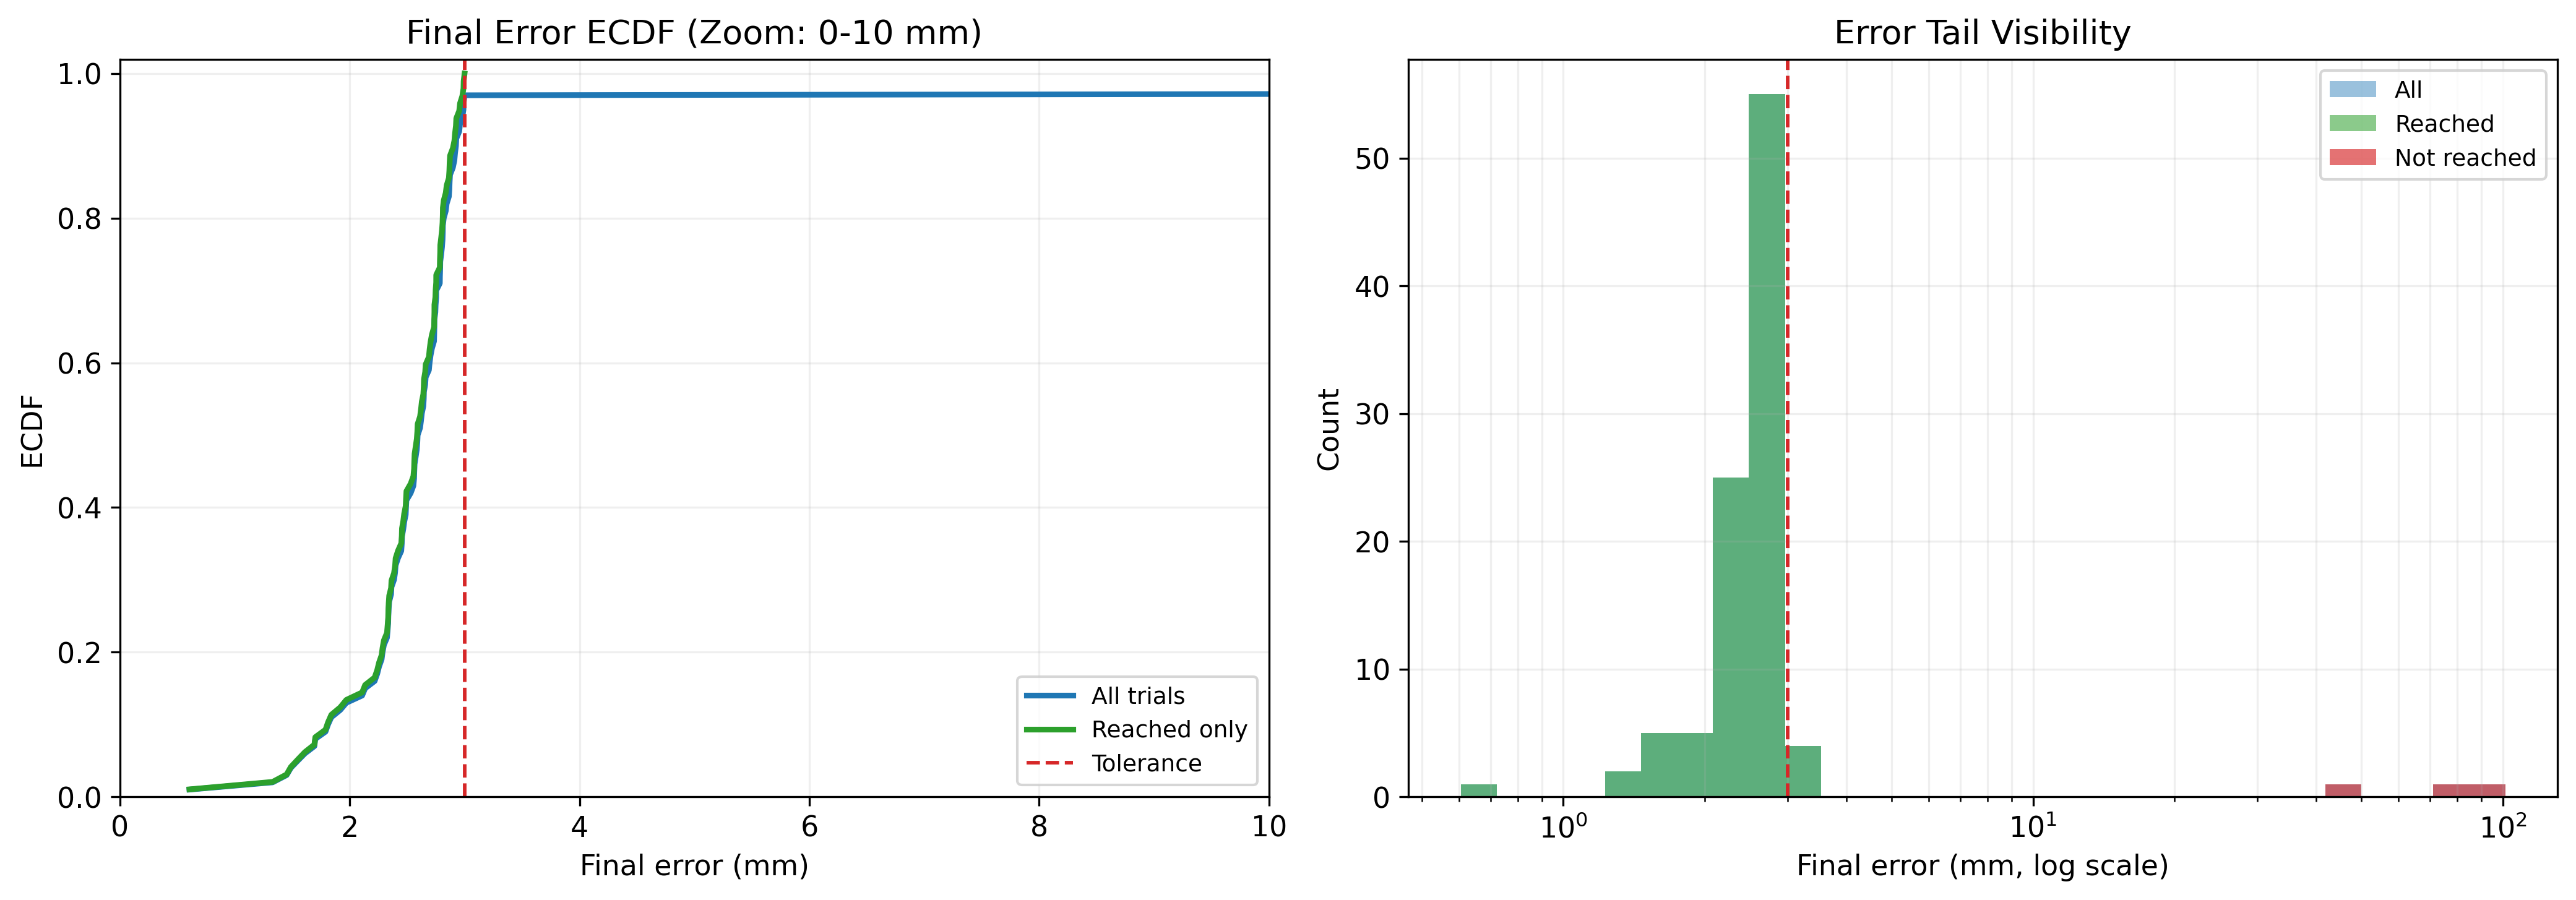 Final Error ECDF (Zoom: 0-10 mm)
ECDF
1.0
0.8
0.6
0.4
0.2
0.0
0 2 4 6 8 10
Final error (mm)
All trials
Reached only
Tolerance
Error Tail Visibility
Count
50
40
30
20
10
0
10⁰ 10¹ 10²
Final error (mm, log scale)
All
Reached
Not reached